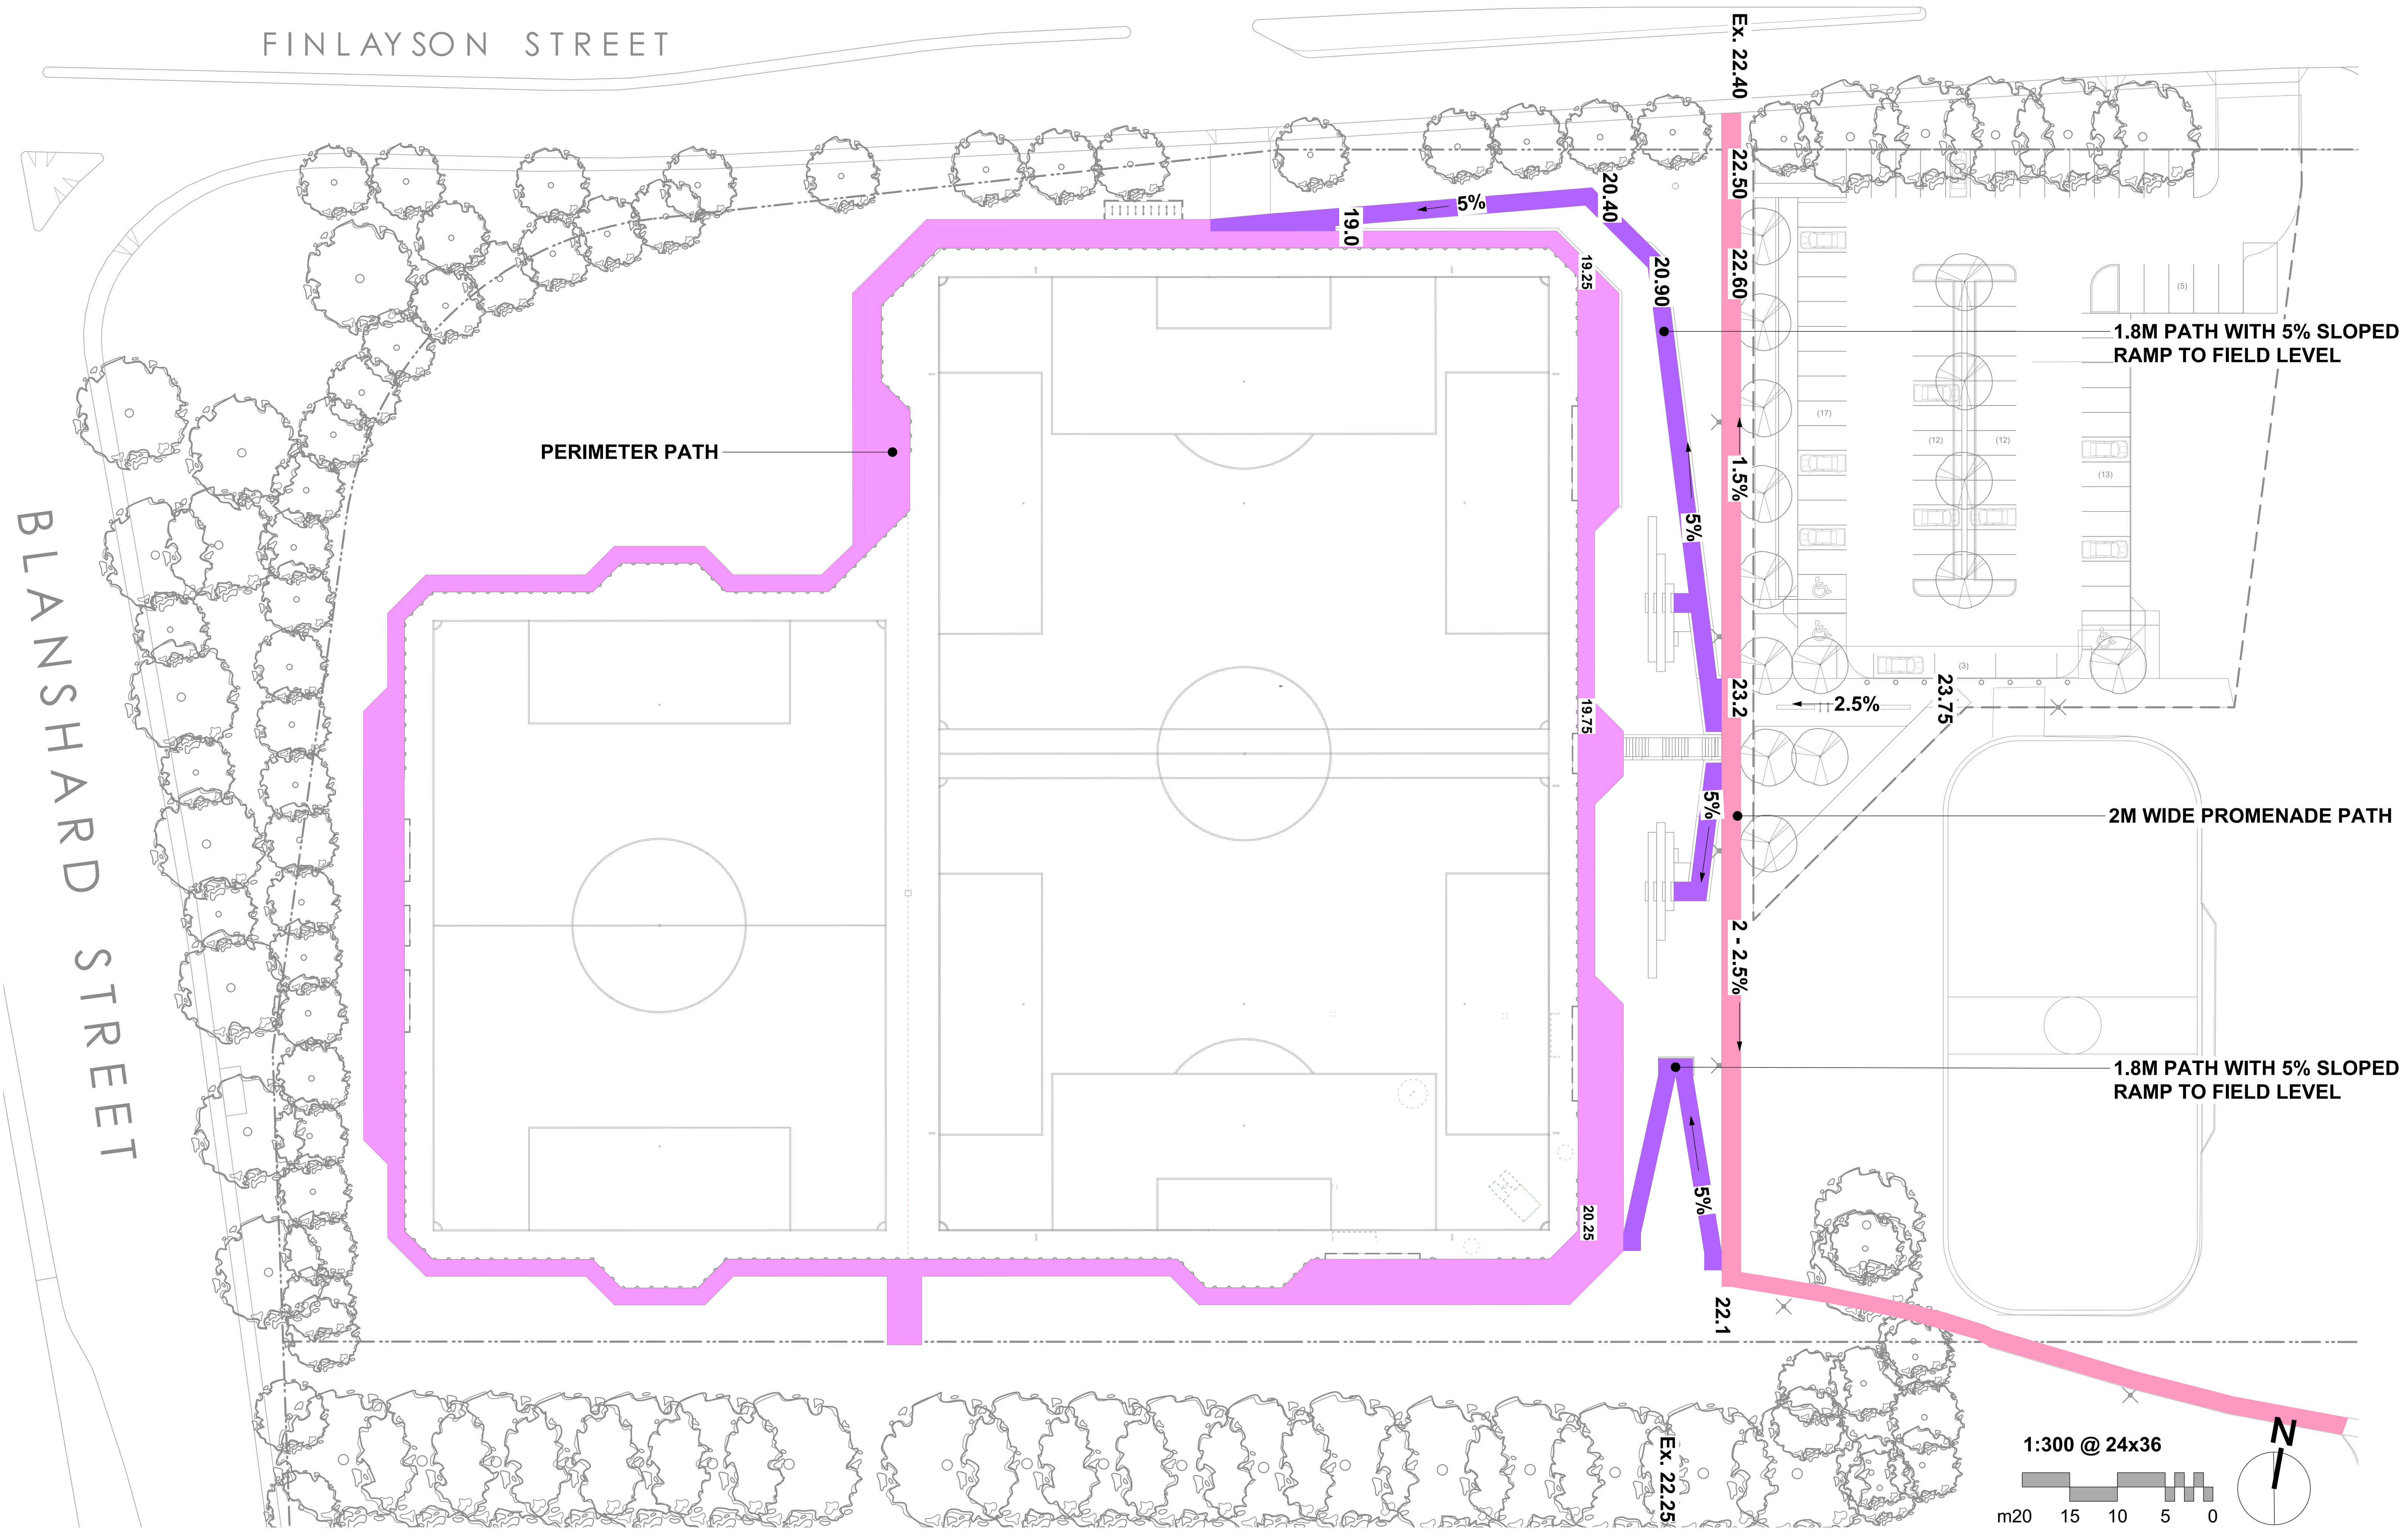 FINLAYSON STREET
Ex. 22.40
22.50
20.40
5%
19.0
22.60
20.90
19.25
(5)
1.8M PATH WITH 5% SLOPED
RAMP TO FIELD LEVEL
(17)
(12)
(12)
(13)
PERIMETER PATH
1.5%
5%
BLANSHARD STREET
(3)
23.2
23.75
2.5%
19.75
5%
2M WIDE PROMENADE PATH
2 - 2.5%
1.8M PATH WITH 5% SLOPED
RAMP TO FIELD LEVEL
5%
20.25
22.1
Ex. 22.25
1:300 @ 24x36
N
m20 15 10 5 0